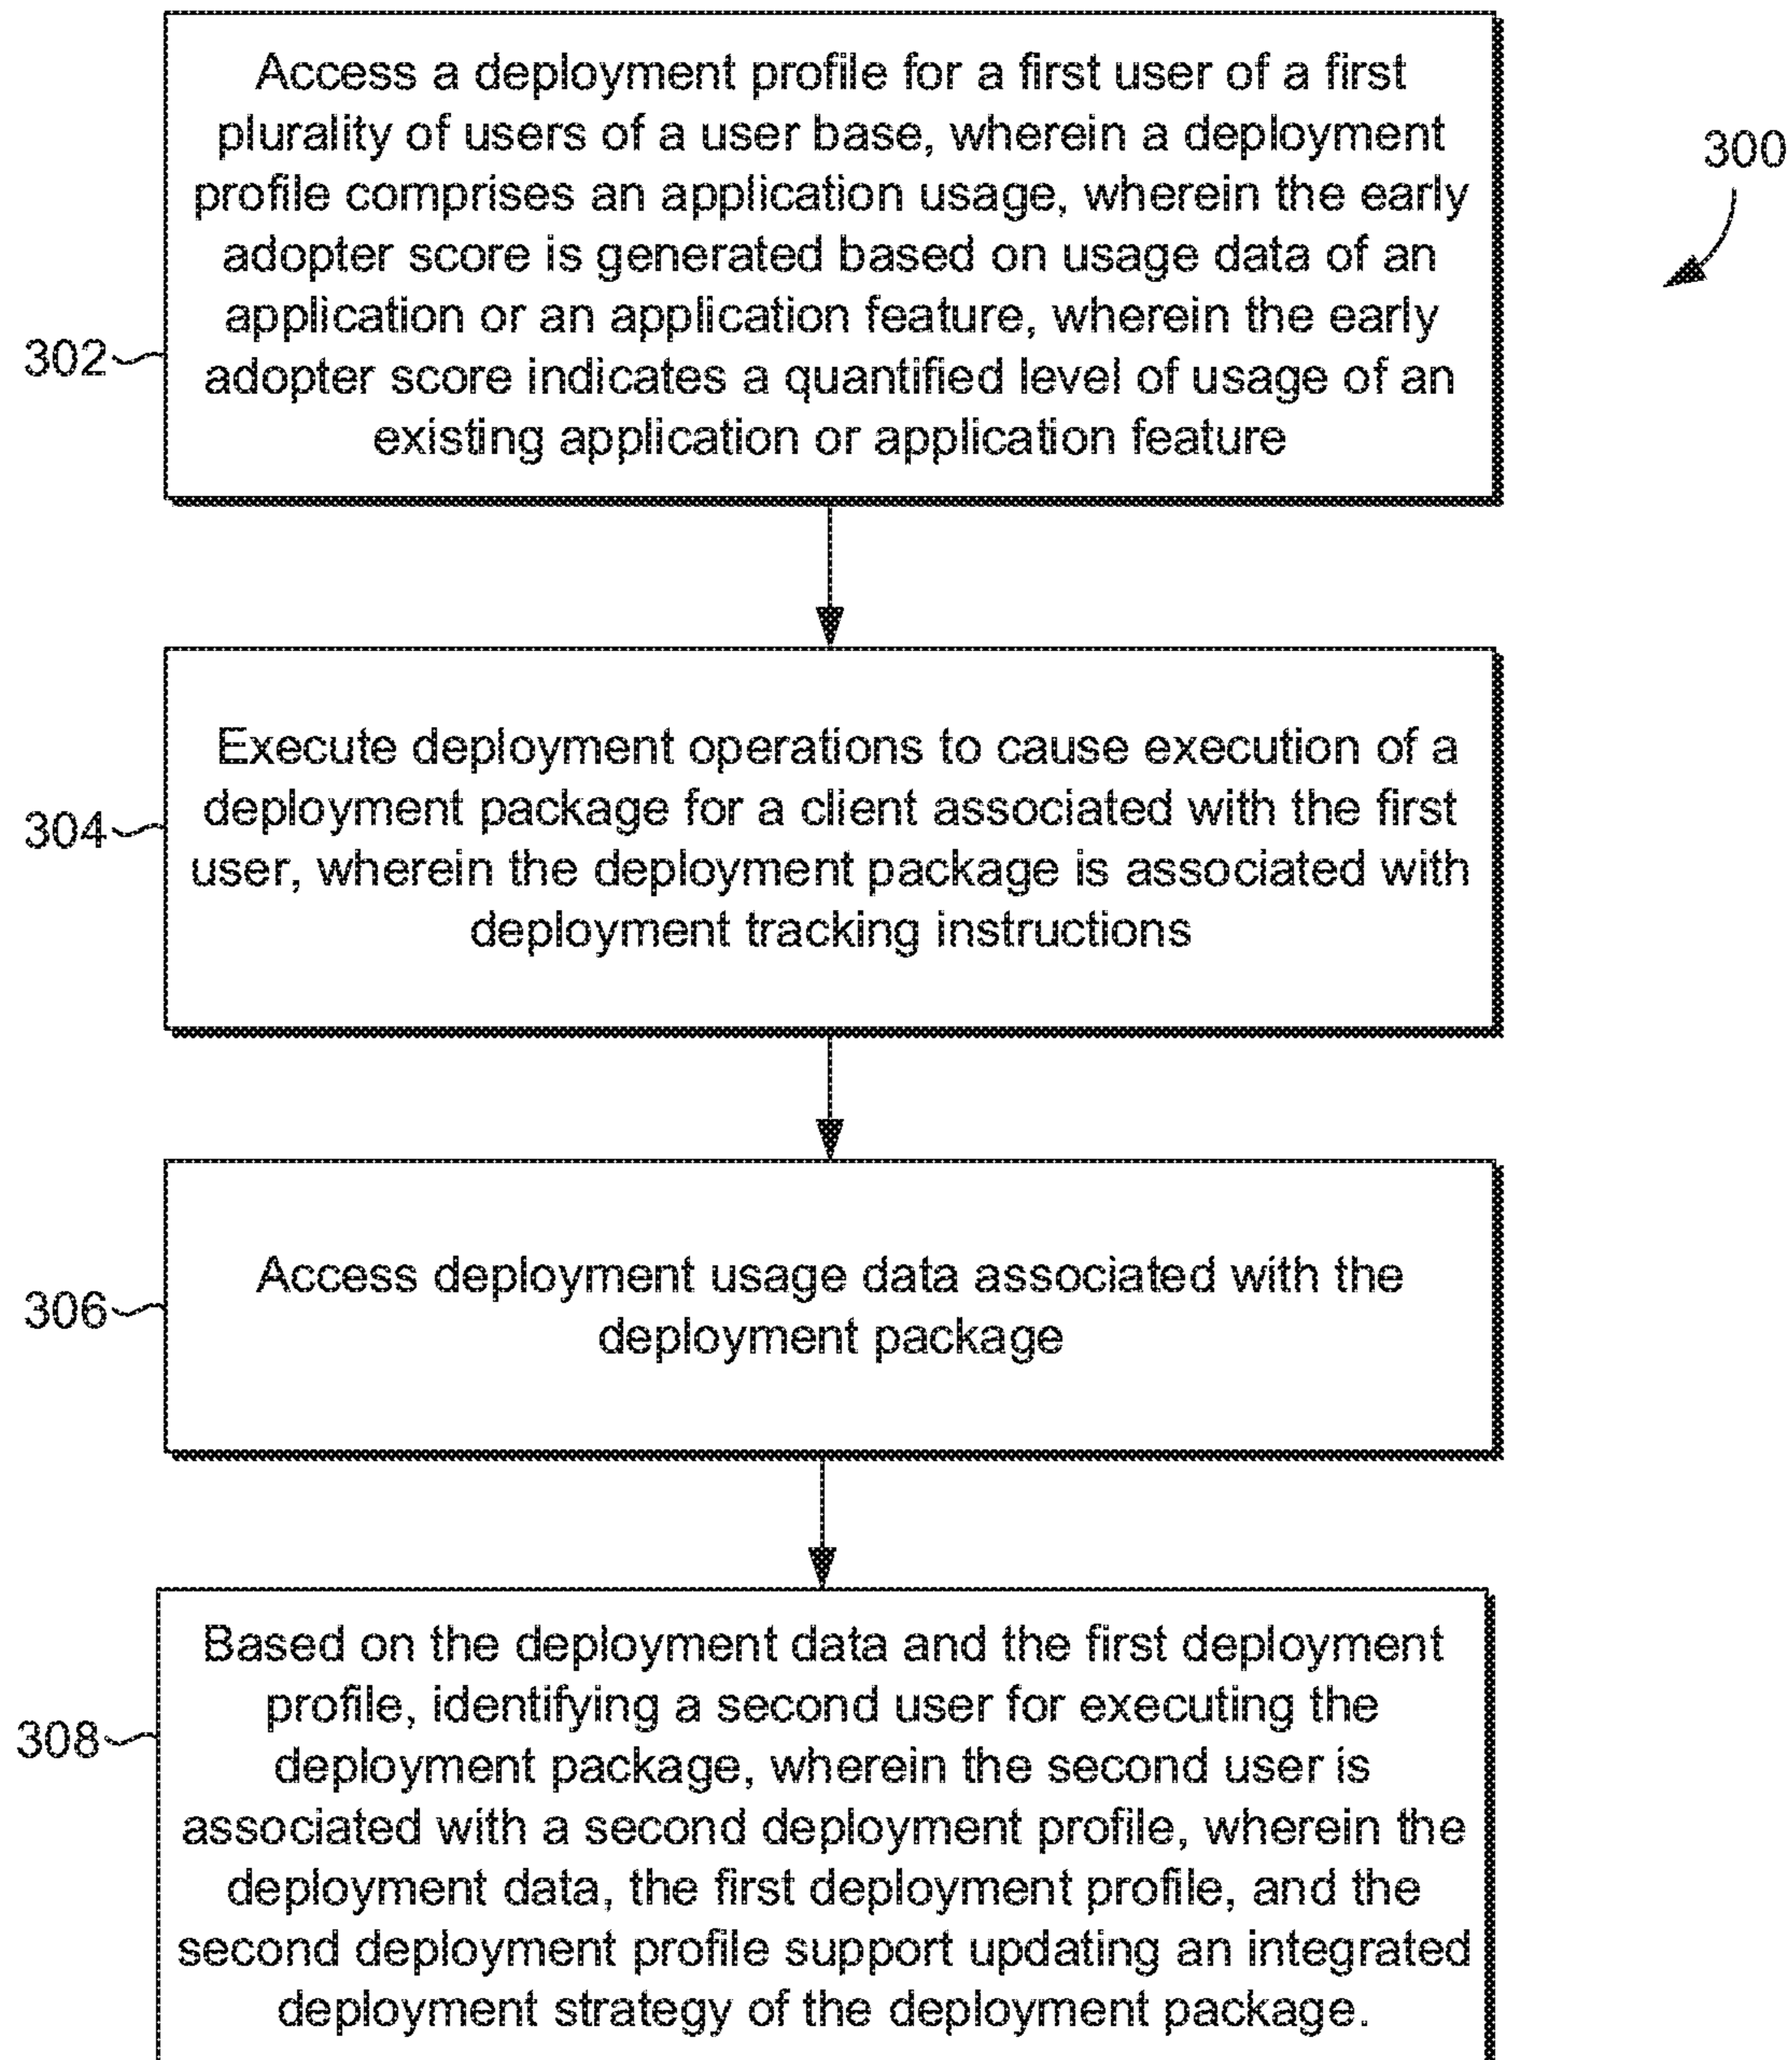 Access a deployment profile for a first user of a first
plurality of users of a user base, wherein a deployment
profile comprises an application usage, wherein the early
adopter score is generated based on usage data of an
application or an application feature, wherein the early
adopter score indicates a quantified level of usage of an
existing application or application feature
300
302
Execute deployment operations to cause execution of a
deployment package for a client associated with the first
user, wherein the deployment package is associated with
deployment tracking instructions
304
Access deployment usage data associated with the
deployment package
306
Based on the deployment data and the first deployment
profile, identifying a second user for executing the
deployment package, wherein the second user is
associated with a second deployment profile, wherein the
deployment data, the first deployment profile, and the
second deployment profile support updating an integrated
deployment strategy of the deployment package.
308